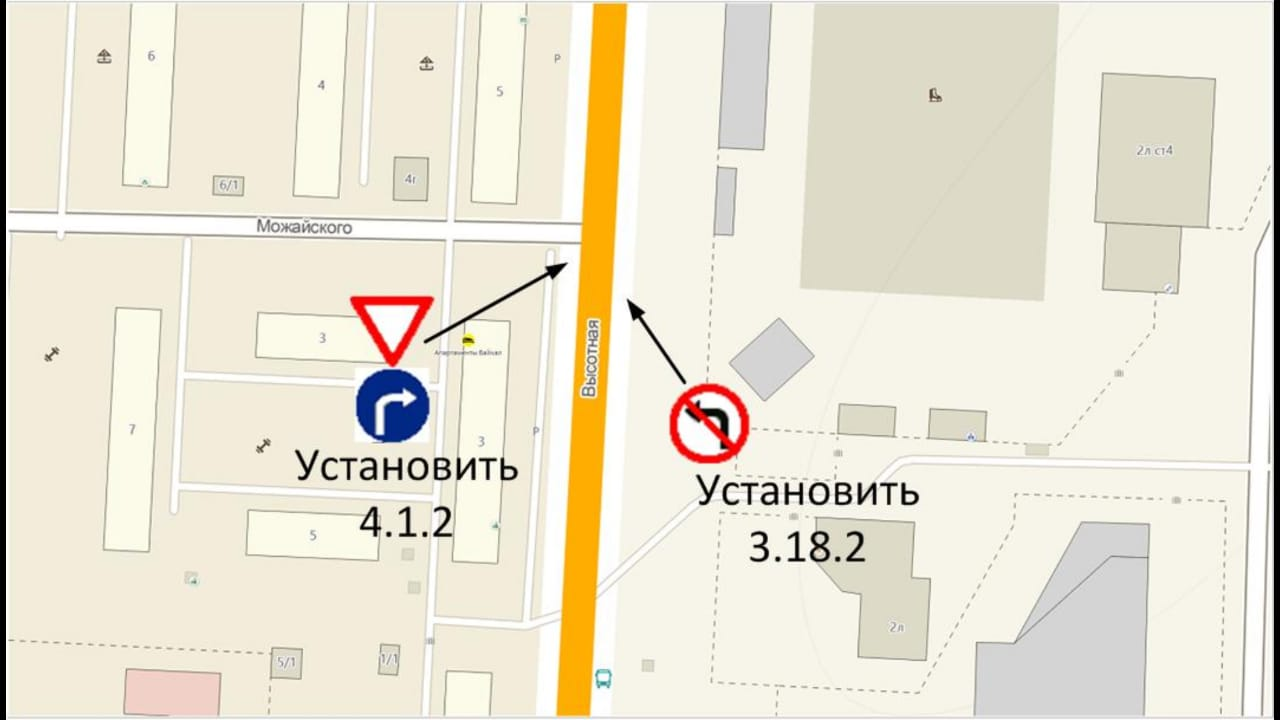 6
4
5
P
2л ст4
6/1
4г
Можайского
3
Апартаменты Байкал
Высотная
7
3
P
Установить
4.1.2
Установить
3.18.2
5
2л
5/1
1/1